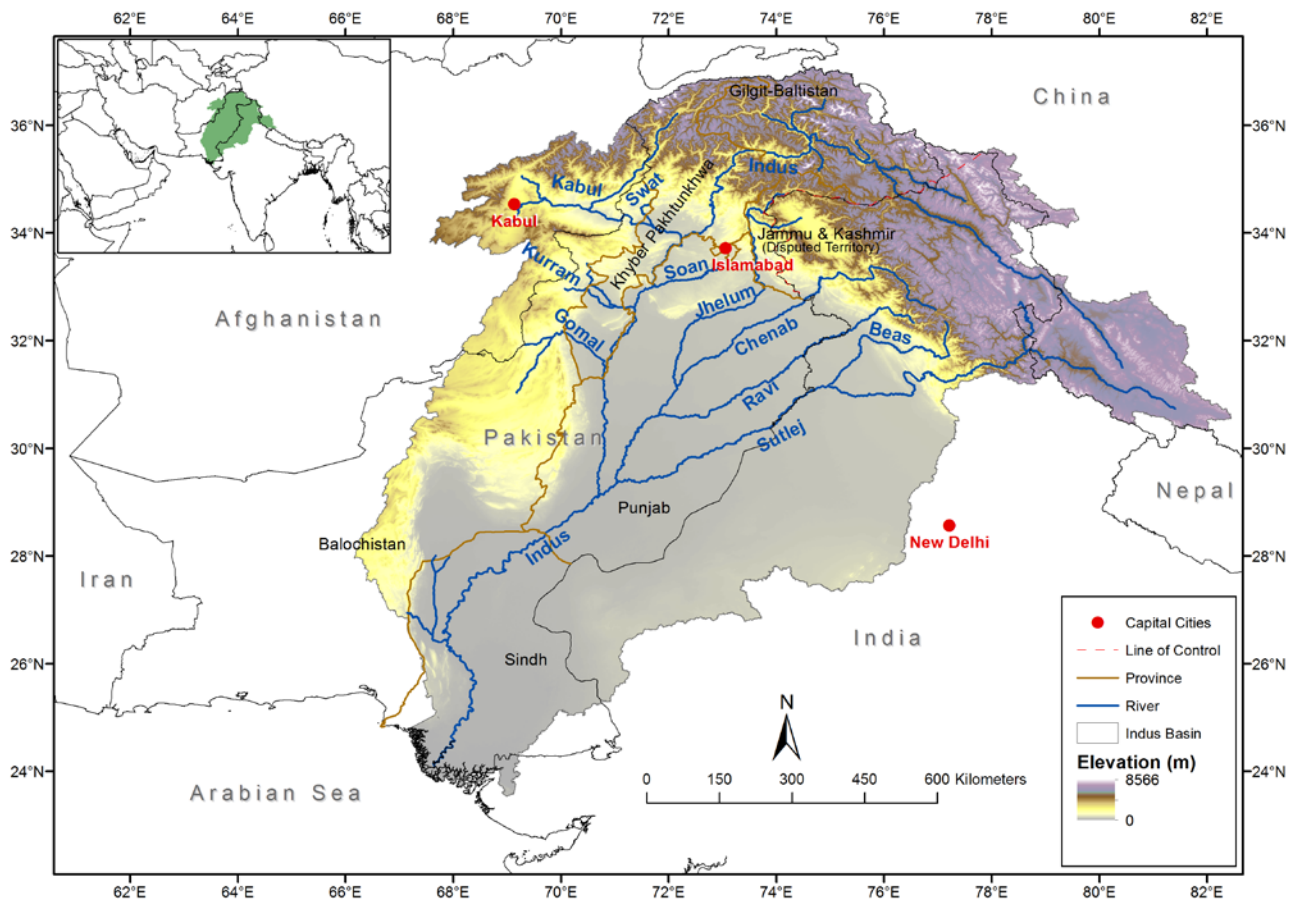 62°E 64°E 66°E 68°E 70°E 72°E 74°E 76°E 78°E 80°E 82°E
Gilgit-Baltistan
China
36°N 36°N
Indus
Kabul
Swat
Khyber Pakhtunkhwa
Kabul
34°N 34°N
Jammu & Kashmir
(Disputed Territory)
Islamabad
Soan
Kurram
Jhelum
Afghanistan
Gomal
Chenab
Beas
32°N 32°N
Ravi
Pakistan
Sutlej
30°N 30°N
Nepal
Punjab
New Delhi
Balochistan
Indus
28°N 28°N
Iran
India
Sindh
26°N 26°N
Capital Cities
Line of Control
Province
River
Indus Basin
Elevation (m)
8566
0
N
24°N 24°N
0 150 300 450 600 Kilometers
Arabian Sea
62°E 64°E 66°E 68°E 70°E 72°E 74°E 76°E 78°E 80°E 82°E